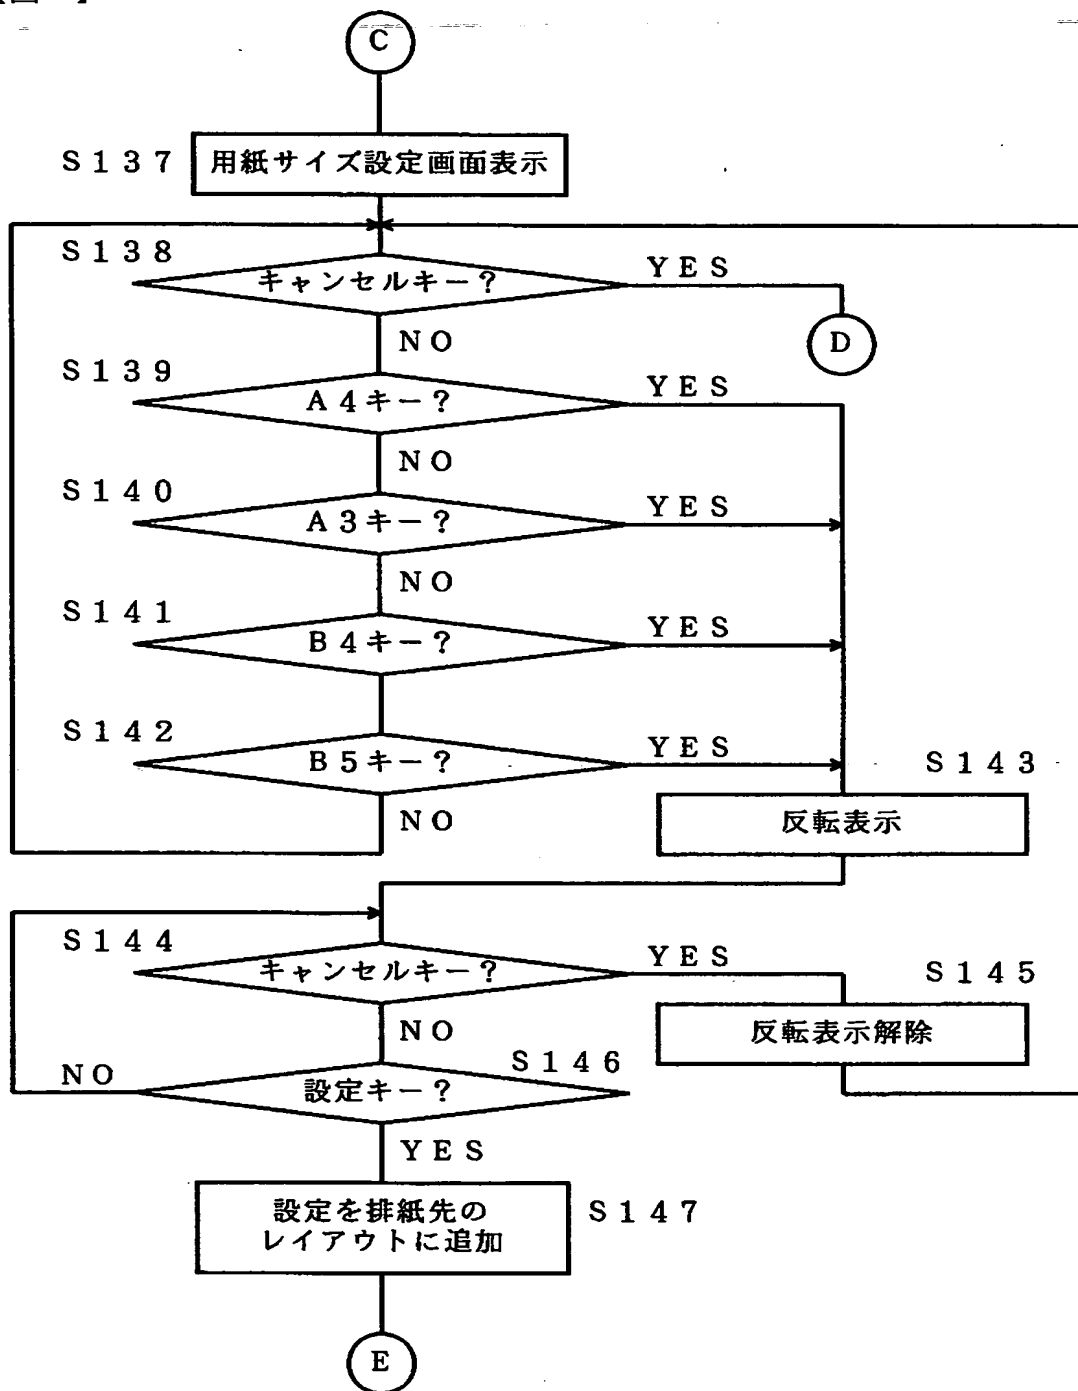 C
S137
用紙サイズ設定画面表示
S138
キャンセルキー?
YES
D
NO
S139
A4キー?
YES
NO
S140
A3キー?
YES
NO
S141
B4キー?
YES
S142
B5キー?
YES
NO
S143
反転表示
S144
キャンセルキー?
YES
S145
反転表示解除
NO
S146
設定キー?
NO
YES
設定を排紙先の
レイアウトに追加
S147
E